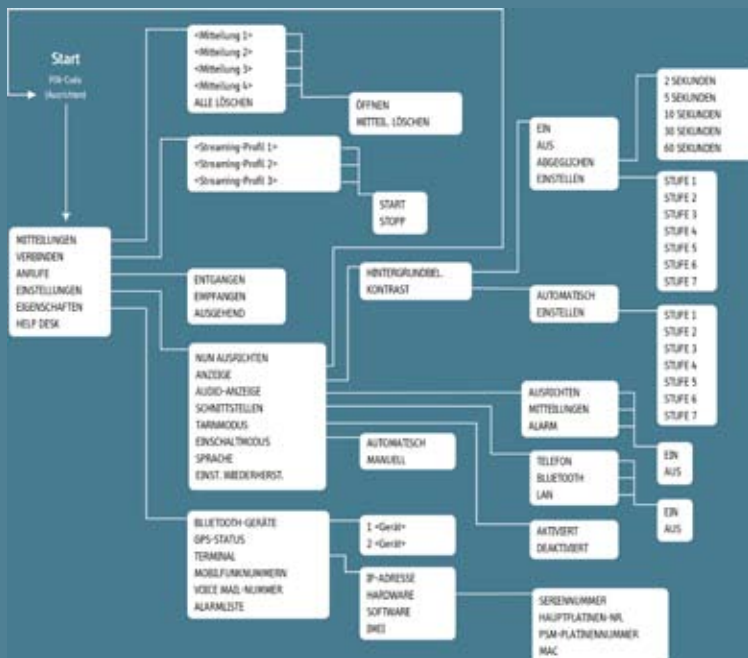 Start
PIN-Code
(Ausrichten)
MITTEILUNGEN
VERBINDEN
ANRUFE
EINSTELLUNGEN
EIGENSCHAFTEN
HELP DESK
<Mitteilung 1>
<Mitteilung 2>
<Mitteilung 3>
<Mitteilung 4>
ALLE LÖSCHEN
ÖFFNEN
MITTEIL. LÖSCHEN
<Streaming-Profil 1>
<Streaming-Profil 2>
<Streaming-Profil 3>
START
STOPP
ENTGANGEN
EMPFANGEN
AUSGEHEND
NUN AUSRICHTEN
ANZEIGE
AUDIO-ANZEIGE
SCHNITTSTELLEN
TARNMODUS
EINSCHALTMODUS
SPRACHE
EINST. WIEDERHERST.
HINTERGRUNDBEL.
KONTRAST
EIN
AUS
ABGEGLICHEN
EINSTELLEN
2 SEKUNDEN
5 SEKUNDEN
10 SEKUNDEN
30 SEKUNDEN
60 SEKUNDEN
STUFE 1
STUFE 2
STUFE 3
STUFE 4
STUFE 5
STUFE 6
STUFE 7
AUTOMATISCH
EINSTELLEN
STUFE 1
STUFE 2
STUFE 3
STUFE 4
STUFE 5
STUFE 6
STUFE 7
AUSRICHTEN
MITTEILUNGEN
ALARM
EIN
AUS
TELEFON
BLUETOOTH
LAN
EIN
AUS
AKTIVIERT
DEAKTIVIERT
AUTOMATISCH
MANUELL
BLUETOOTH-GERÄTE
GPS-STATUS
TERMINAL
MOBILFUNKNUMMERN
VOICE MAIL-NUMMER
ALARMLISTE
1 <Gerät>
2 <Gerät>
IP-ADRESSE
HARDWARE
SOFTWARE
IMEI
SERIENNUMMER
HAUPTPLATINEN-NR.
PSM-PLATINENNUMMER
MAC